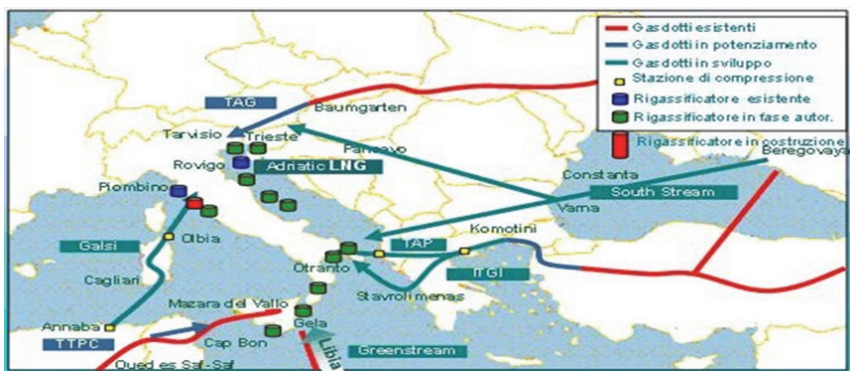 Gasdotti esistenti
Gasdotti in potenziamento
Gasdotti in sviluppo
Stazione di compressione
Rigassificatore esistente
Rigassificatore in fase autor.
Rigassificatore in costruzione
TAG
Baumgarten
Tarvisio
Trieste
Pancevo
Beregovaya
Rovigo
Adriatic LNG
Constanta
Piombino
South Stream
Varna
Komotini
Galsi
Olbia
TAP
Otranto
ITGI
Cagliari
Stavrolimenas
Mazara del Vallo
Annaba
Gela
TTPC
Cap Bon
Libia
Greenstream
Oued es Saf-Saf